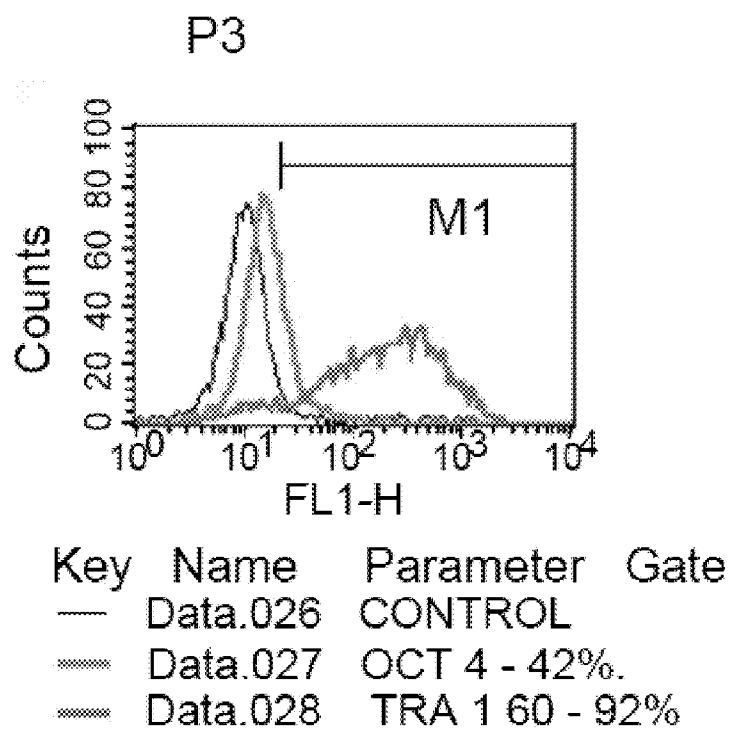 P3
100
80
60
40
20
0
Counts
M1
10^0 10^1 10^2 10^3 10^4
FL1-H
Key Name Parameter Gate
Data.026 CONTROL
Data.027 OCT 4 - 42%.
Data.028 TRA 1 60 - 92%